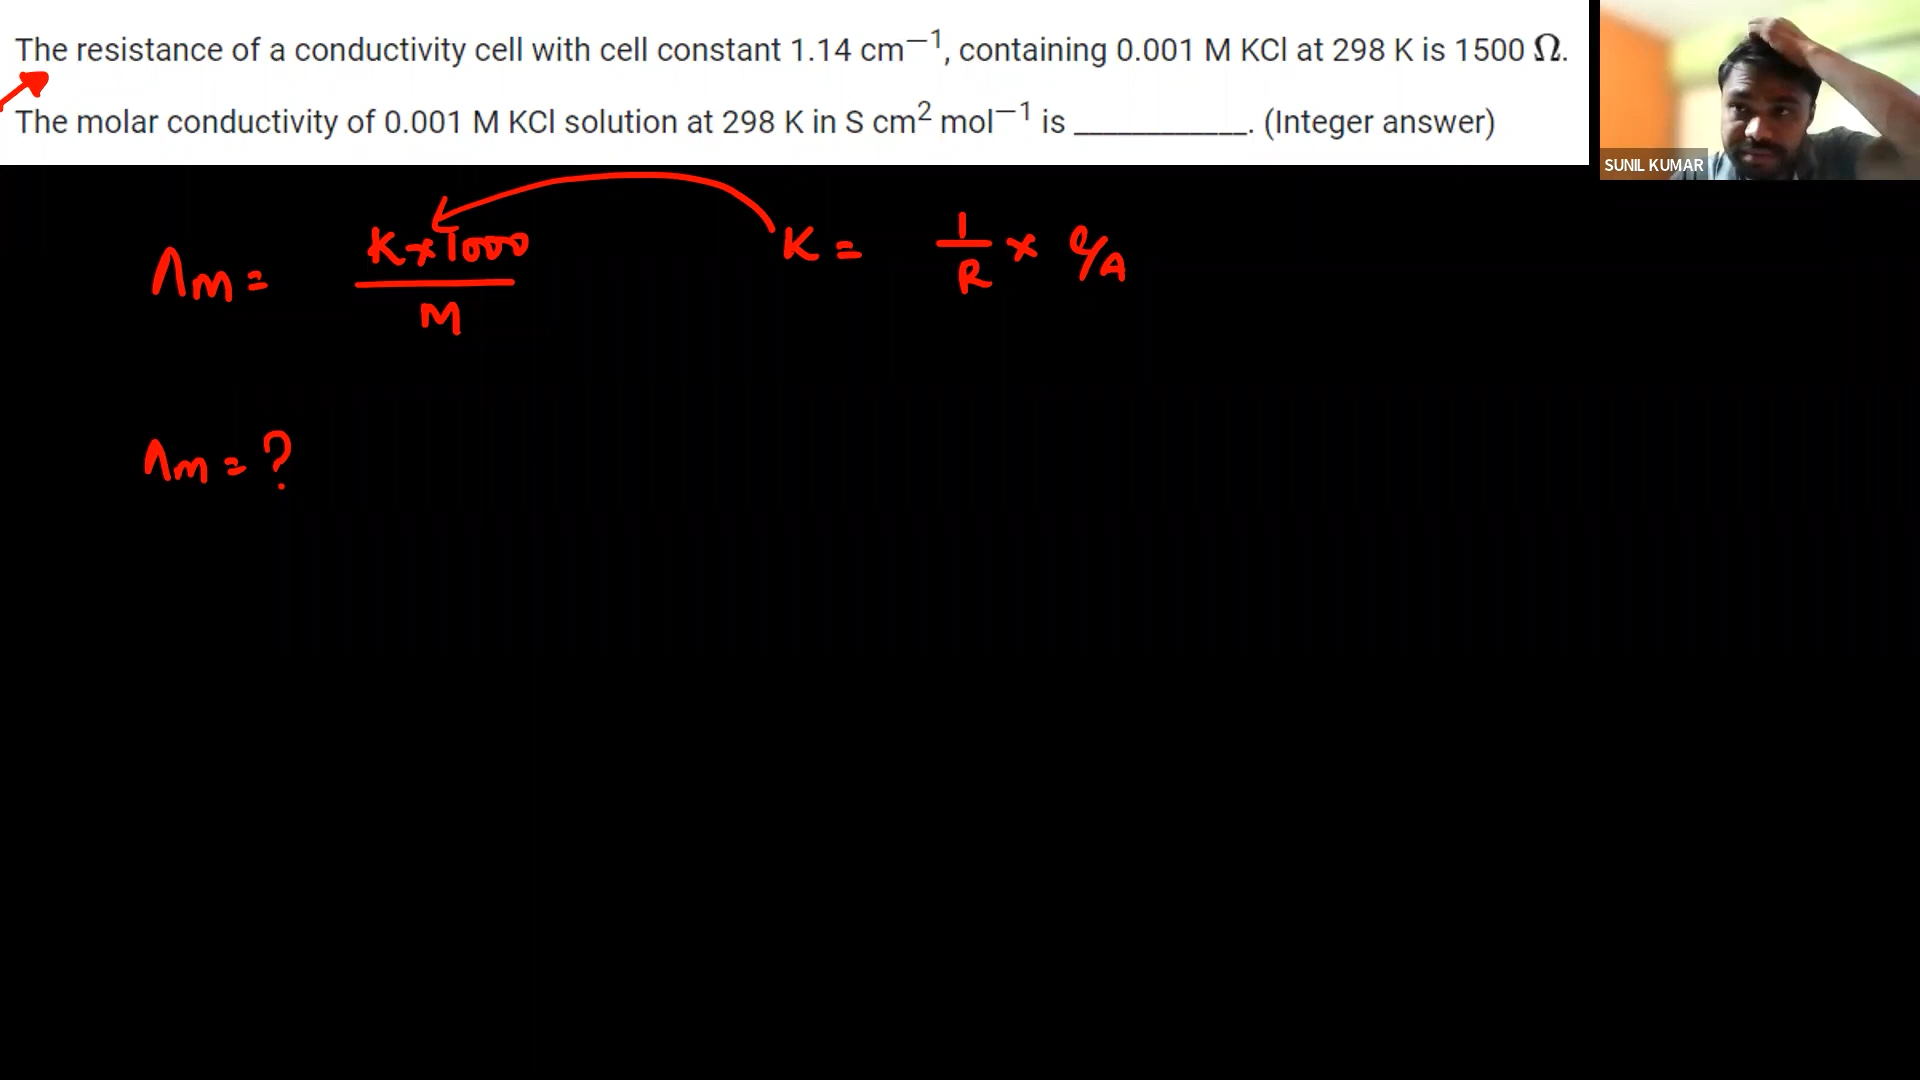 The resistance of a conductivity cell with cell constant 1.14 cm⁻¹, containing 0.001 M KCl at 298 K is 1500 Ω.
The molar conductivity of 0.001 M KCl solution at 298 K in S cm² mol⁻¹ is __________. (Integer answer)
SUNIL KUMAR
Λm = K×1000 / M
K = 1/R × ℓ/A
Λm = ?